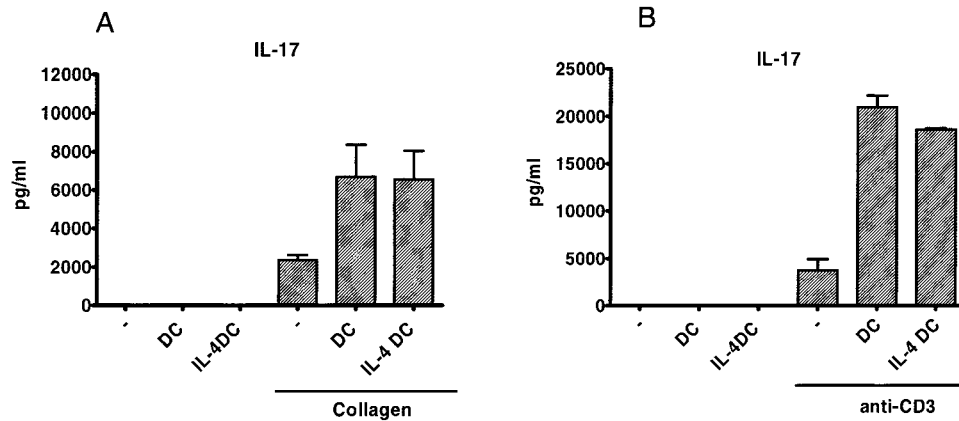 A
IL-17
12000
10000
8000
6000
4000
2000
0
pg/ml
-
DC
IL-4DC
-
DC
IL-4 DC
Collagen
B
IL-17
25000
20000
15000
10000
5000
0
pg/ml
-
DC
IL-4DC
-
DC
IL-4 DC
anti-CD3